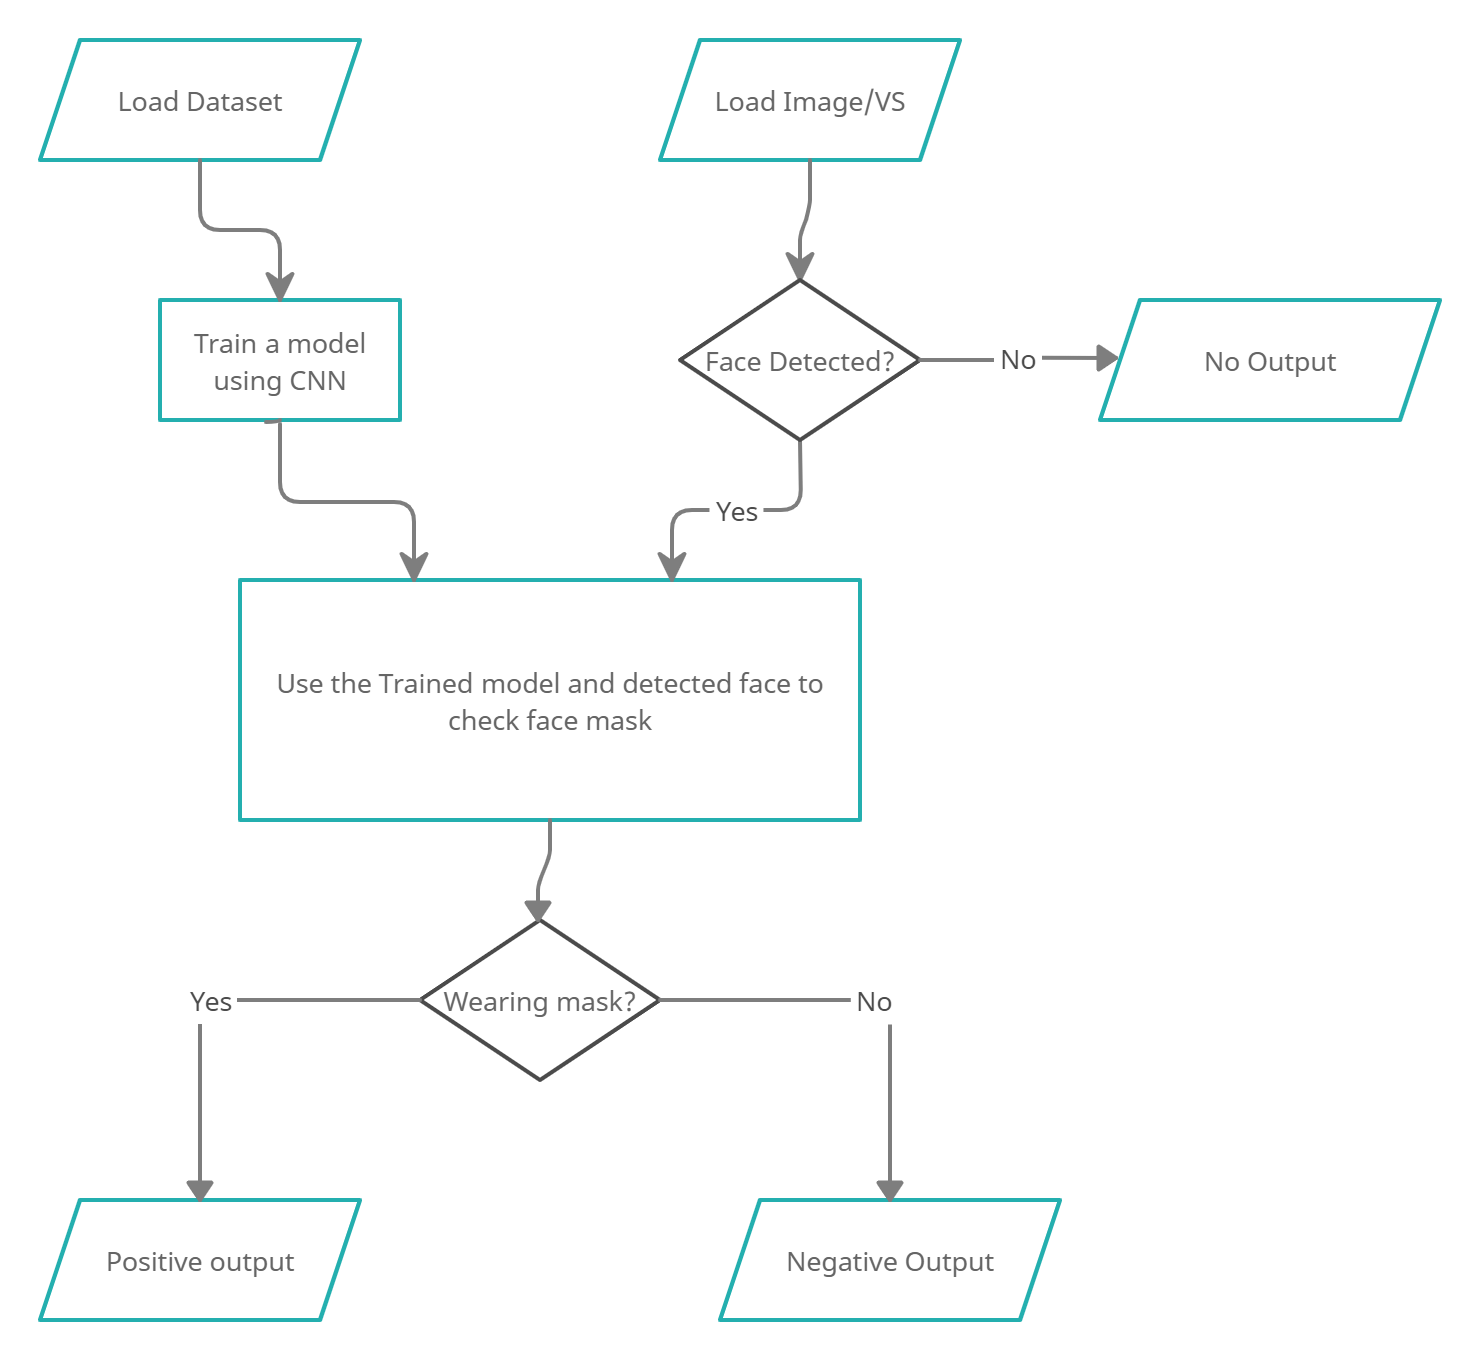 Load Dataset
Load Image/VS
Train a model
using CNN
Face Detected?
No
No Output
Yes
Use the Trained model and detected face to
check face mask
Wearing mask?
Yes
No
Positive output
Negative Output